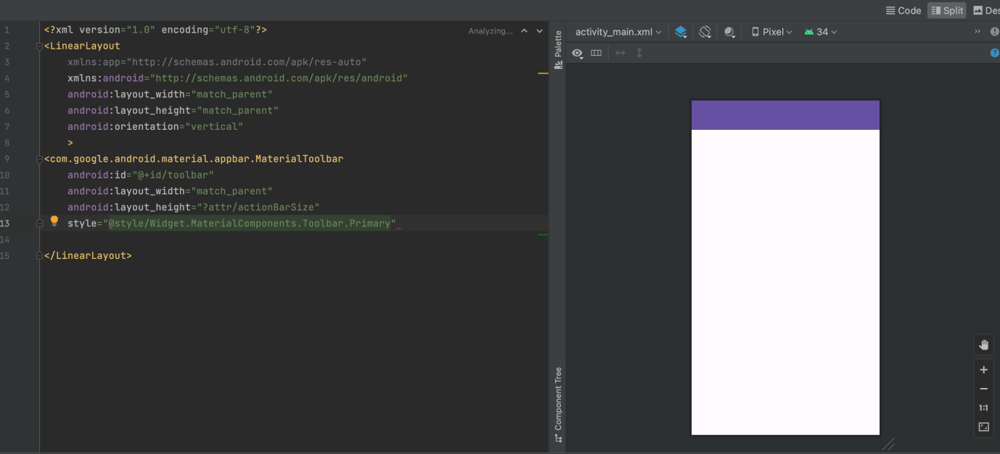 Code Split Des
1 <?xml version="1.0" encoding="utf-8"?>
Analyzing...
2 <LinearLayout
3 xmlns:app="http://schemas.android.com/apk/res-auto"
4 xmlns:android="http://schemas.android.com/apk/res/android"
5 android:layout_width="match_parent"
6 android:layout_height="match_parent"
7 android:orientation="vertical"
8 >
9 <com.google.android.material.appbar.MaterialToolbar
10 android:id="@+id/toolbar"
11 android:layout_width="match_parent"
12 android:layout_height="?attr/actionBarSize"
13 style="@style/Widget.MaterialComponents.Toolbar.Primary"
14
15 </LinearLayout>
Palette
Component Tree
activity_main.xml Pixel 34 »
?
1:1